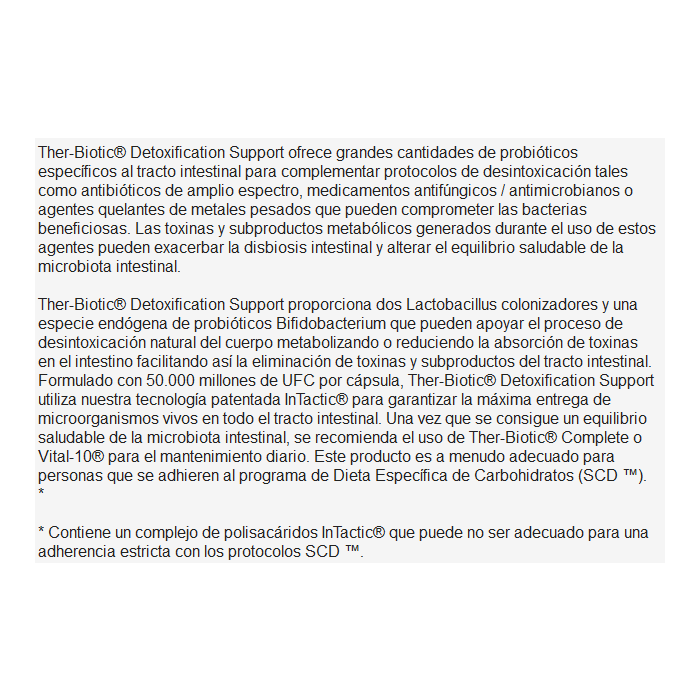 Ther-Biotic® Detoxification Support ofrece grandes cantidades de probióticos
específicos al tracto intestinal para complementar protocolos de desintoxicación tales
como antibióticos de amplio espectro, medicamentos antifúngicos / antimicrobianos o
agentes quelantes de metales pesados que pueden comprometer las bacterias
beneficiosas. Las toxinas y subproductos metabólicos generados durante el uso de estos
agentes pueden exacerbar la disbiosis intestinal y alterar el equilibrio saludable de la
microbiota intestinal.
Ther-Biotic® Detoxification Support proporciona dos Lactobacillus colonizadores y una
especie endógena de probióticos Bifidobacterium que pueden apoyar el proceso de
desintoxicación natural del cuerpo metabolizando o reduciendo la absorción de toxinas
en el intestino facilitando así la eliminación de toxinas y subproductos del tracto intestinal.
Formulado con 50.000 millones de UFC por cápsula, Ther-Biotic® Detoxification Support
utiliza nuestra tecnología patentada InTactic® para garantizar la máxima entrega de
microorganismos vivos en todo el tracto intestinal. Una vez que se consigue un equilibrio
saludable de la microbiota intestinal, se recomienda el uso de Ther-Biotic® Complete o
Vital-10® para el mantenimiento diario. Este producto es a menudo adecuado para
personas que se adhieren al programa de Dieta Específica de Carbohidratos (SCD ™).
*
* Contiene un complejo de polisacáridos InTactic® que puede no ser adecuado para una
adherencia estricta con los protocolos SCD ™.